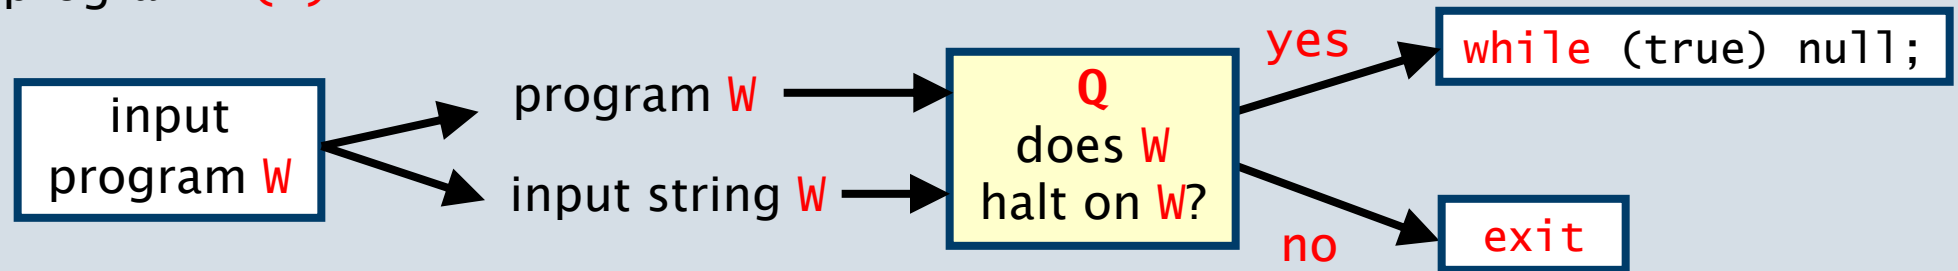 input
program W
program W
input string W
Q
does W
halt on W?
yes
while (true) null;
no
exit